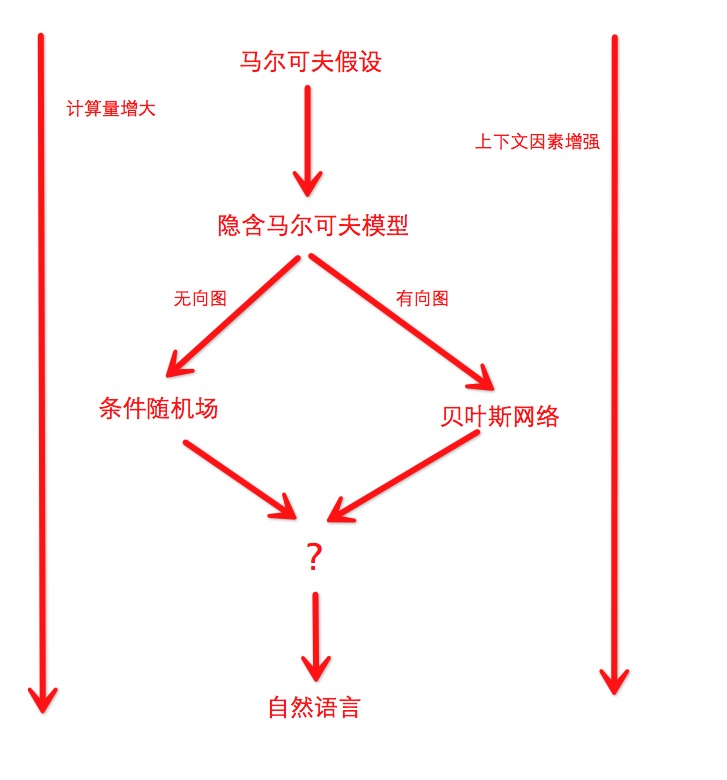 马尔可夫假设
计算量增大
上下文因素增强
隐含马尔可夫模型
无向图
有向图
条件随机场
贝叶斯网络
?
自然语言